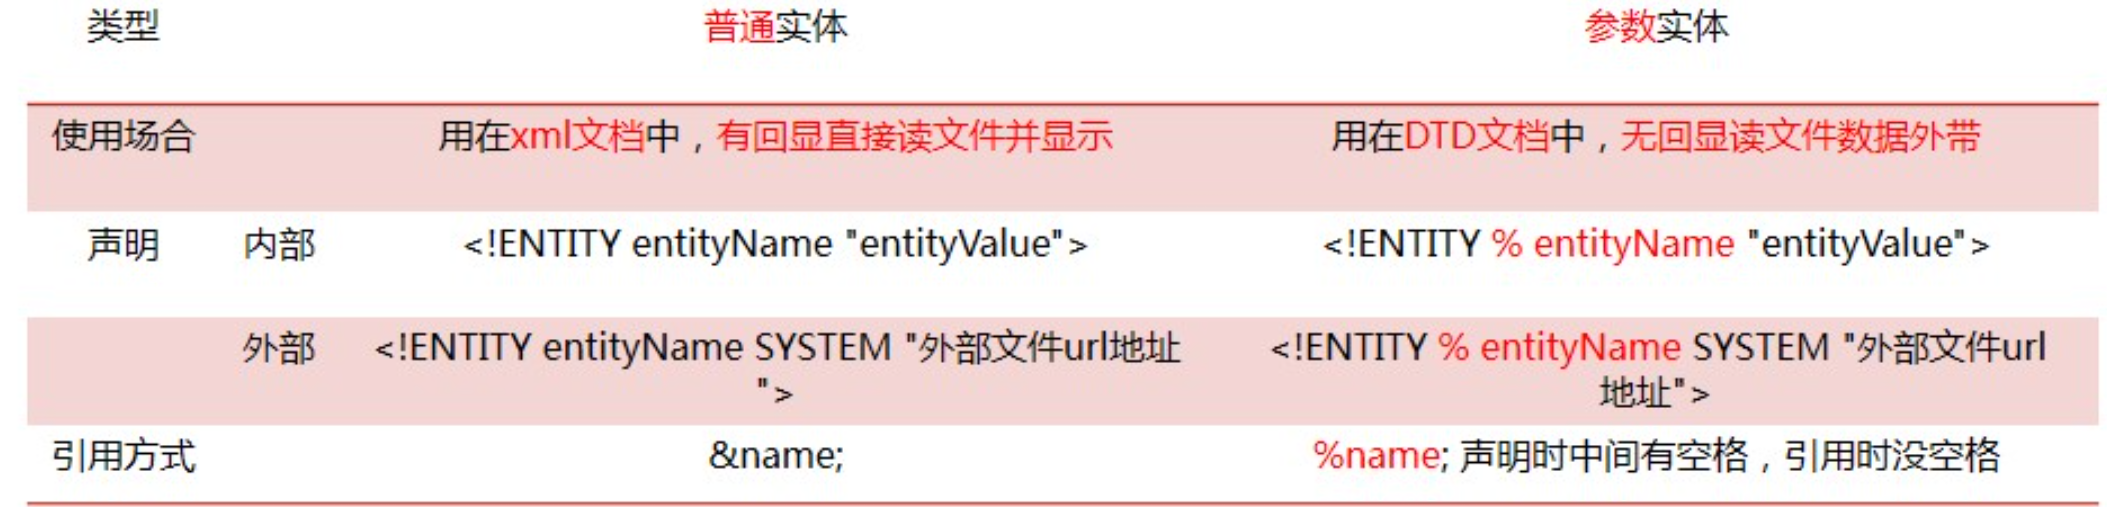 类型 普通实体 参数实体
使用场合 用在xml文档中，有回显直接读文件并显示 用在DTD文档中，无回显读文件数据外带
声明 内部 <!ENTITY entityName "entityValue"> <!ENTITY % entityName "entityValue">
外部 <!ENTITY entityName SYSTEM "外部文件url地址 <!ENTITY % entityName SYSTEM "外部文件url
"> 地址">
引用方式 &name; %name; 声明时中间有空格，引用时没空格